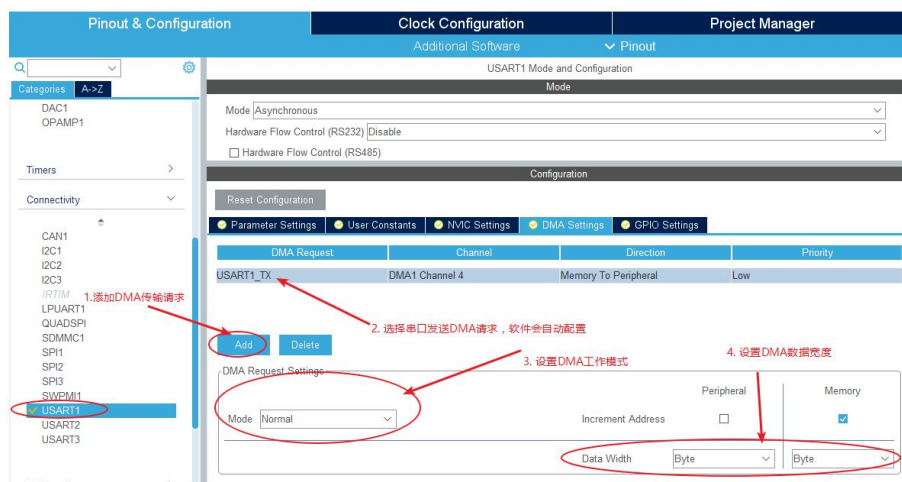 Pinout & Configuration
Clock Configuration
Project Manager
Additional Software
Pinout
USART1 Mode and Configuration
Categories
A->Z
Mode
DAC1
OPAMP1
Mode Asynchronous
Hardware Flow Control (RS232) Disable
Hardware Flow Control (RS485)
Timers
Configuration
Connectivity
Reset Configuration
Parameter Settings
User Constants
NVIC Settings
DMA Settings
GPIO Settings
DMA Request
Channel
Direction
Priority
USART1_TX
DMA1 Channel 4
Memory To Peripheral
Low
CAN1
I2C1
I2C2
I2C3
IRTIM
LPUART1
QUADSPI
SDMMC1
SPI1
SPI2
SPI3
SWPMI1
USART1
USART2
USART3
1.添加DMA传输请求
2. 选择串口发送DMA请求，软件会自动配置
Add
Delete
3. 设置DMA工作模式
4. 设置DMA数据宽度
DMA Request Settings
Peripheral
Memory
Mode Normal
Increment Address
Data Width
Byte
Byte